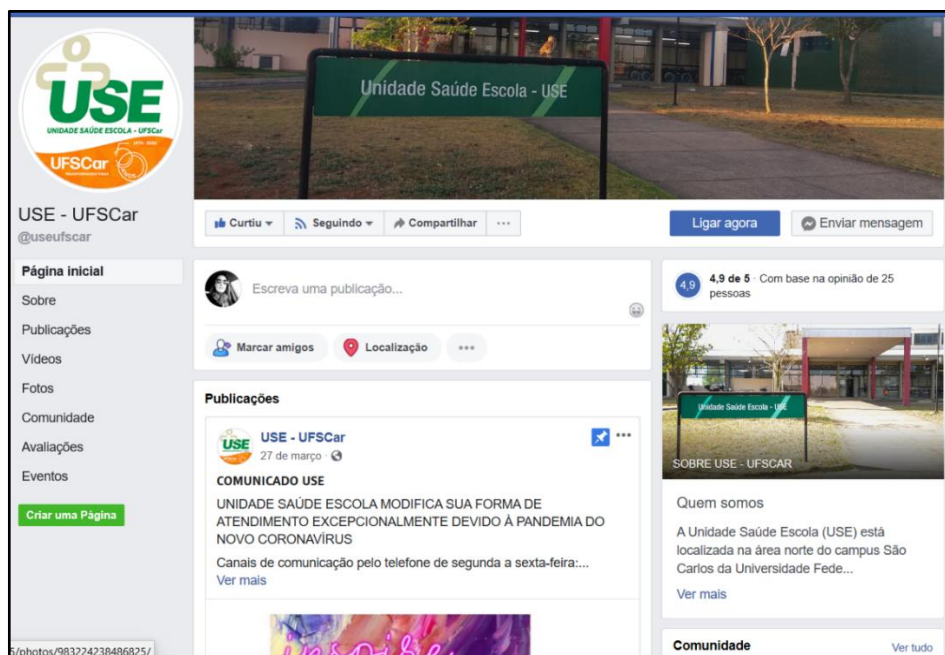 USE
UNIDADE SAÚDE ESCOLA - UFSCar
UFSCar
USE - UFSCar
@useufscar
Página inicial
Sobre
Publicações
Vídeos
Fotos
Comunidade
Avaliações
Eventos
Criar uma Página
Unidade Saúde Escola - USE
Curtiu
Seguindo
Compartilhar
Ligar agora
Enviar mensagem
Escreva uma publicação...
Marcar amigos
Localização
Publicações
USE
USE - UFSCar
27 de março ·
COMUNICADO USE
UNIDADE SAÚDE ESCOLA MODIFICA SUA FORMA DE
ATENDIMENTO EXCEPCIONALMENTE DEVIDO À PANDEMIA DO
NOVO CORONAVÍRUS
Canais de comunicação pelo telefone de segunda a sexta-feira:...
Ver mais
inspire
4,9
4,9 de 5 · Com base na opinião de 25
pessoas
Unidade Saúde Escola - USE
SOBRE USE - UFSCAR
Quem somos
A Unidade Saúde Escola (USE) está
localizada na área norte do campus São
Carlos da Universidade Fede...
Ver mais
Comunidade
Ver tudo
5/photos/983224238486825/